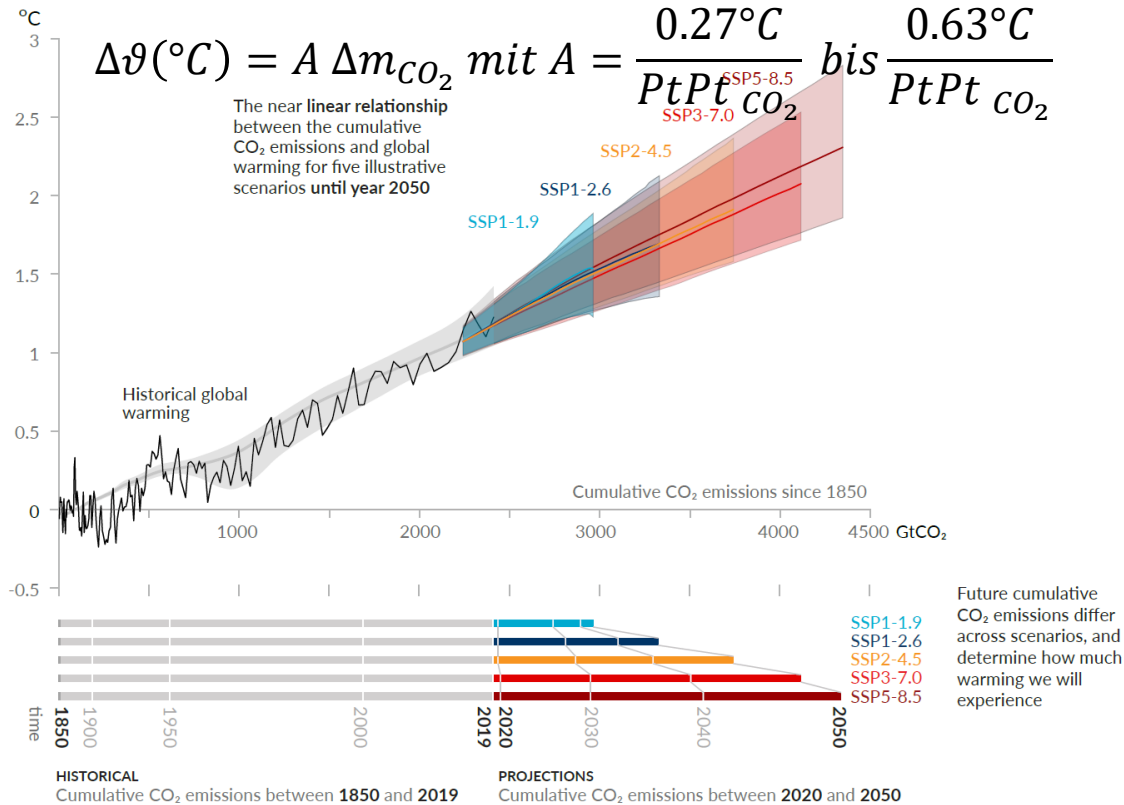 °C
Δϑ(°C) = A Δm_CO₂ mit A = 0.27°C / PtPt CO₂ bis 0.63°C / PtPt CO₂
3
SSP5-8.5
The near linear relationship
between the cumulative
CO₂ emissions and global
warming for five illustrative
scenarios until year 2050
SSP3-7.0
2.5
SSP2-4.5
SSP1-2.6
2
SSP1-1.9
1.5
1
Historical global
warming
0.5
Cumulative CO₂ emissions since 1850
0
1000 2000 3000 4000 4500 GtCO₂
-0.5
Future cumulative
CO₂ emissions differ
across scenarios, and
determine how much
warming we will
experience
SSP1-1.9
SSP1-2.6
SSP2-4.5
SSP3-7.0
SSP5-8.5
time 1850 1900 1950 2000 2019 2020 2030 2040 2050
HISTORICAL
Cumulative CO₂ emissions between 1850 and 2019
PROJECTIONS
Cumulative CO₂ emissions between 2020 and 2050